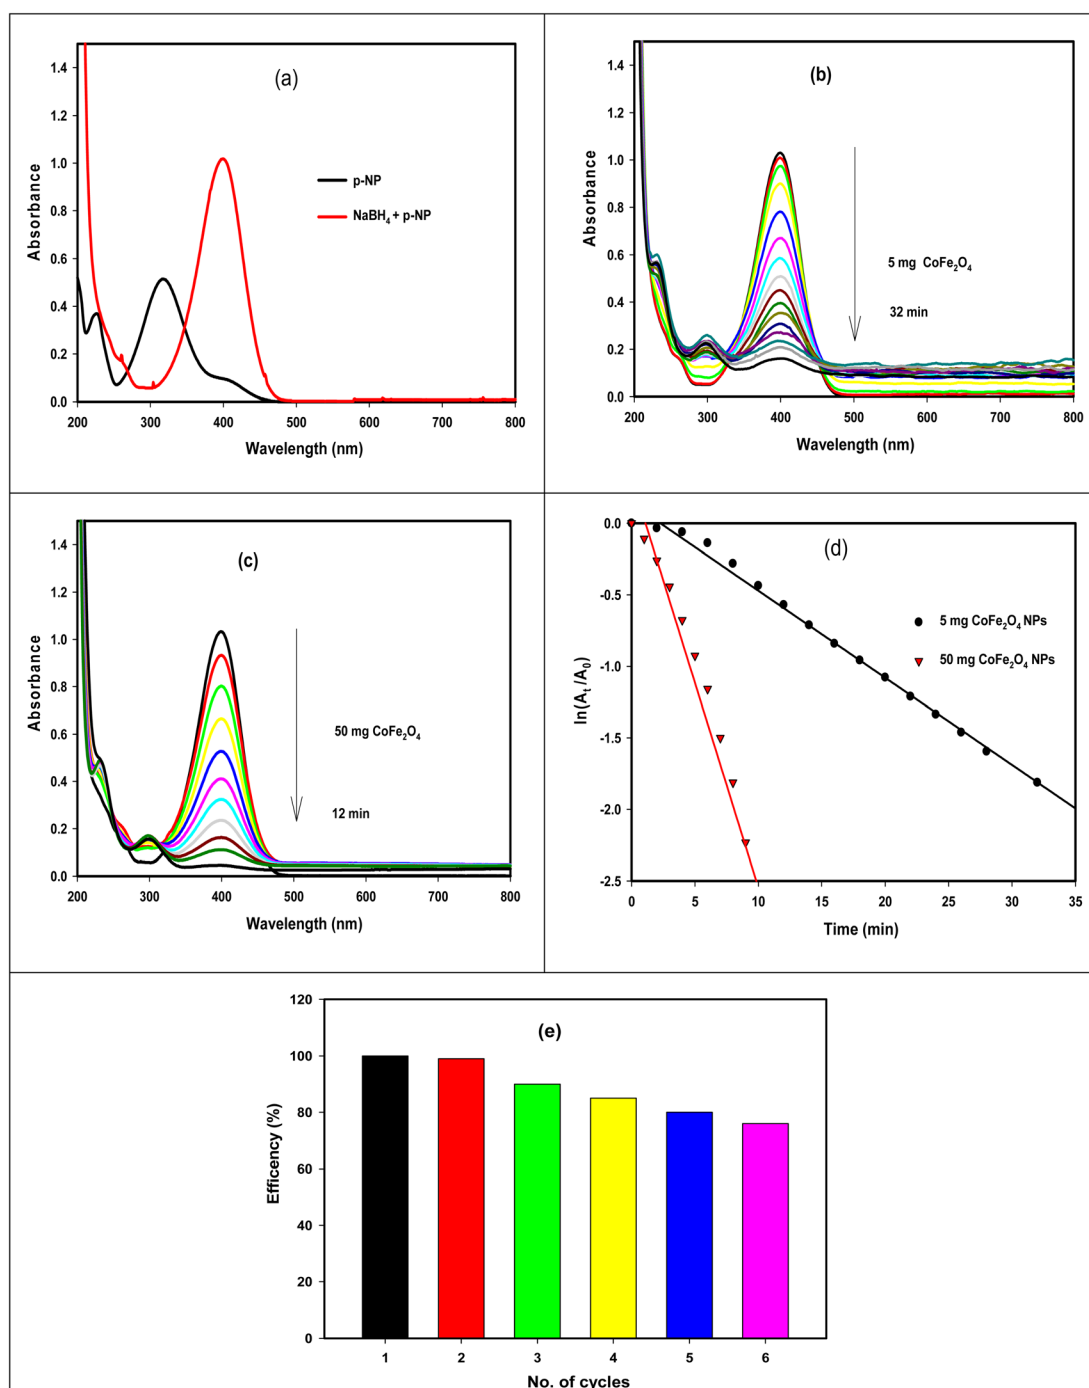 (a)
Absorbance
1.4
1.2
1.0
0.8
0.6
0.4
0.2
0.0
p-NP
NaBH4 + p-NP
200 300 400 500 600 700 800
Wavelength (nm)
(b)
Absorbance
1.4
1.2
1.0
0.8
0.6
0.4
0.2
0.0
5 mg CoFe2O4
32 min
200 300 400 500 600 700 800
Wavelength (nm)
(c)
Absorbance
1.4
1.2
1.0
0.8
0.6
0.4
0.2
0.0
50 mg CoFe2O4
12 min
200 300 400 500 600 700 800
Wavelength (nm)
(d)
ln(At /A0)
0.0
-0.5
-1.0
-1.5
-2.0
-2.5
5 mg CoFe2O4 NPs
50 mg CoFe2O4 NPs
0 5 10 15 20 25 30 35
Time (min)
(e)
Efficency (%)
120
100
80
60
40
20
0
1 2 3 4 5 6
No. of cycles